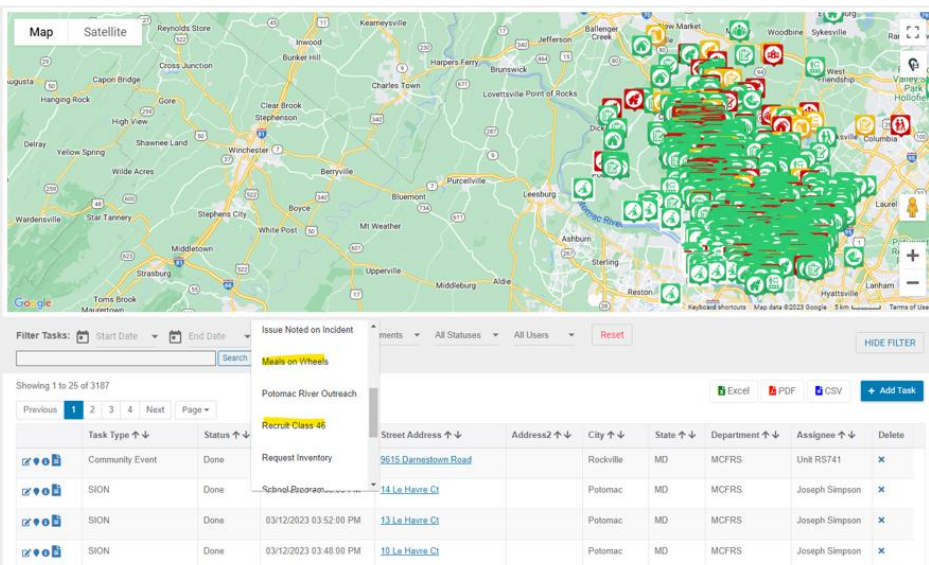 Map Satellite
Reynolds Store
Kearneysville
Inwood
Bunker Hill
Cross Junction
Harpers Ferry
Charles Town
Brunswick
Jefferson
Ballenger
Creek
New Market
Woodbine
Sykesville
West
Friendship
Capon Bridge
Hanging
Rock
Gore
High View
Clear Brook
Stephenson
Lovettsville
Point of Rocks
Delray
Yellow Spring
Shawnee Land
Winchester
Wilde Acres
Berryville
Purcellville
Leesburg
Columbia
Wardensville
Star Tannery
Stephens City
Boyce
Bluemont
White Post
Mt Weather
Ashburn
Sterling
Laurel
Middletown
Strasburg
Upperville
Middleburg
Aldie
Reston
Hyattsville
Lanham
Toms Brook
Maurertown
Google
Keyboard shortcuts Map data ©2023 Google 5 km Terms of Use
Filter Tasks: Start Date End Date All Statuses All Users Reset
HIDE FILTER
Search
Issue Noted on Incident
Meals on Wheels
Potomac River Outreach
Recruit Class 46
Request Inventory
School Program
Showing 1 to 25 of 3187
Excel PDF CSV + Add Task
Previous 1 2 3 4 Next Page
Task Type Status Street Address Address2 City State Department Assignee Delete
Community Event Done 9615 Darnestown Road Rockville MD MCFRS Unit RS741
SION Done 14 Le Havre Ct Potomac MD MCFRS Joseph Simpson
SION Done 03/12/2023 03:52:00 PM 13 Le Havre Ct Potomac MD MCFRS Joseph Simpson
SION Done 03/12/2023 03:48:00 PM 10 Le Havre Ct Potomac MD MCFRS Joseph Simpson